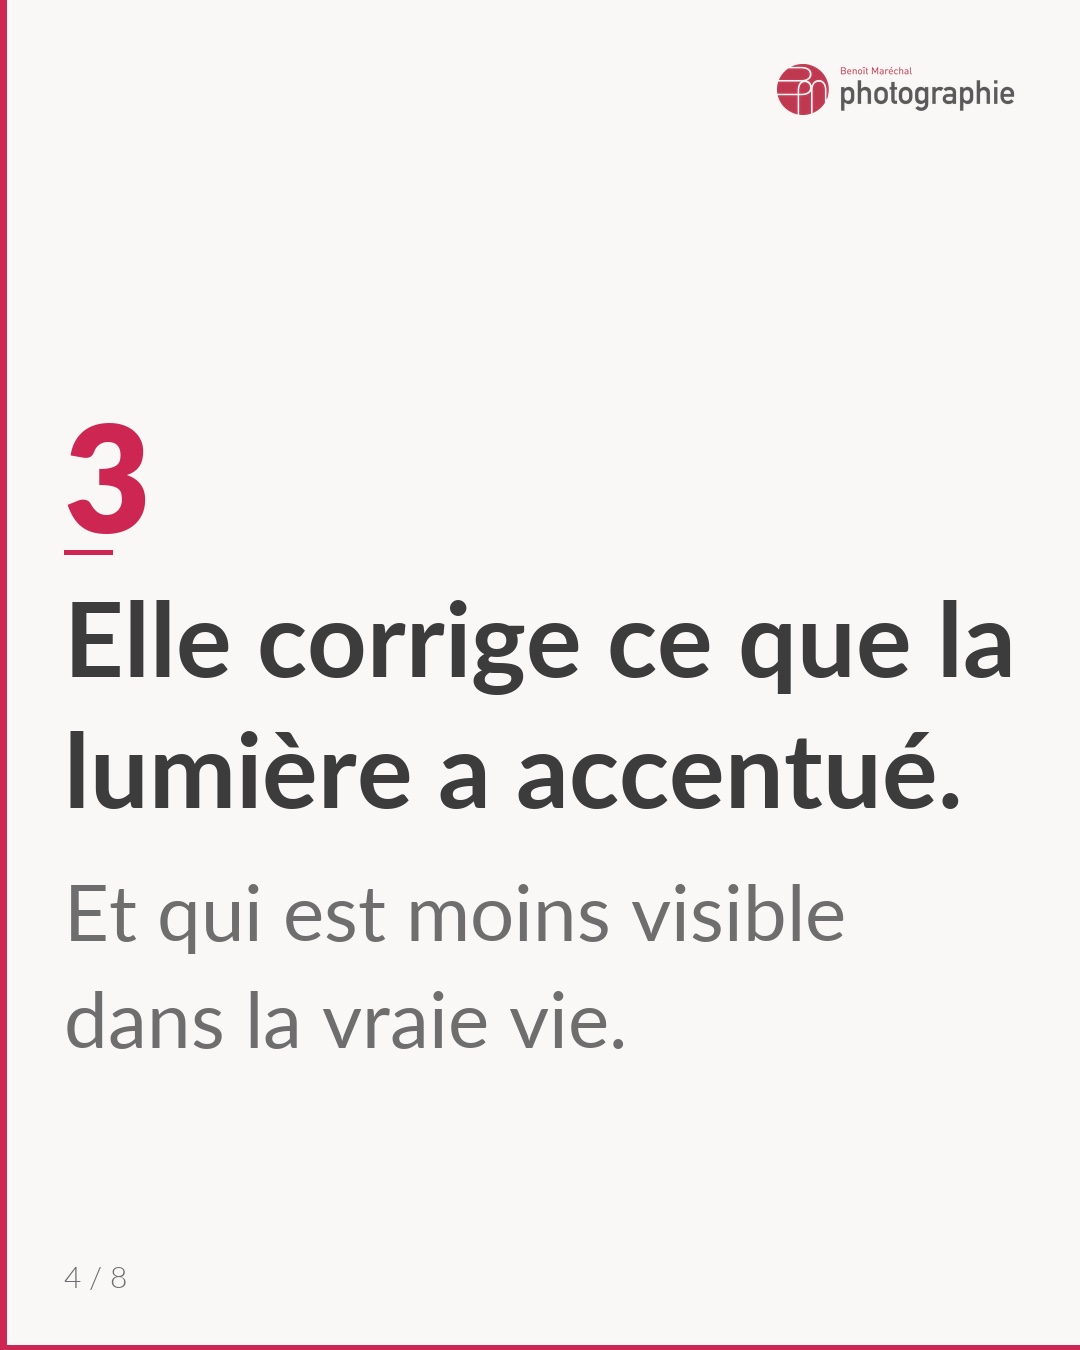 Benoît Maréchal
photographie
3
Elle corrige ce que la
lumière a accentué.
Et qui est moins visible
dans la vraie vie.
4 / 8